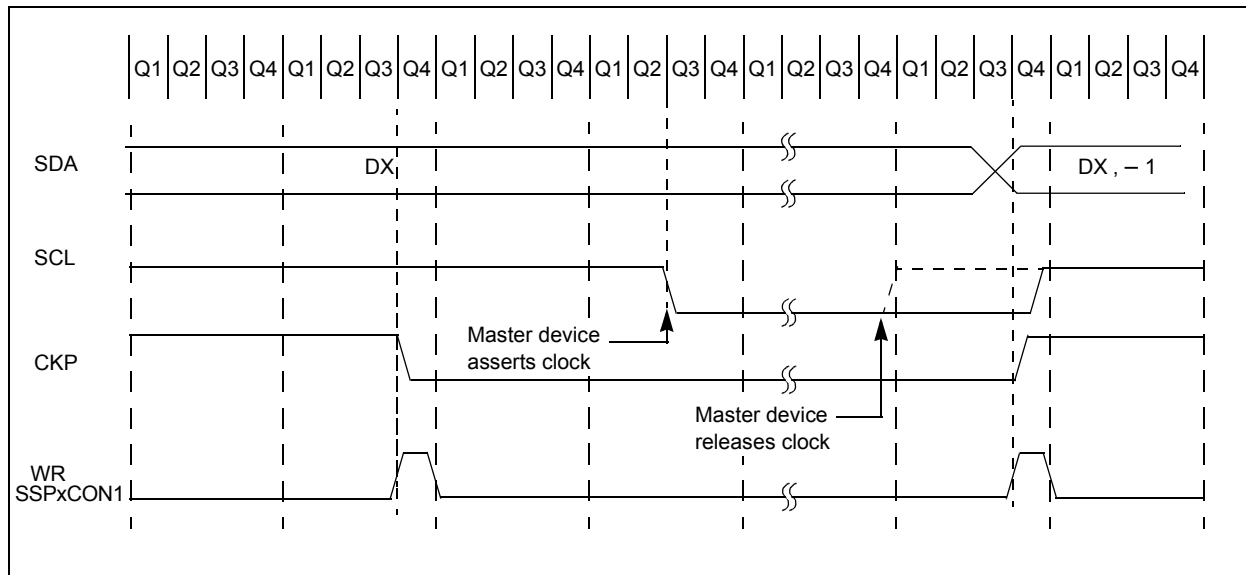 Q1 Q2 Q3 Q4 Q1 Q2 Q3 Q4 Q1 Q2 Q3 Q4 Q1 Q2 Q3 Q4 Q1 Q2 Q3 Q4 Q1 Q2 Q3 Q4 Q1 Q2 Q3 Q4
SDA
DX
DX , – 1
SCL
Master device
asserts clock
CKP
Master device
releases clock
WR
SSPxCON1